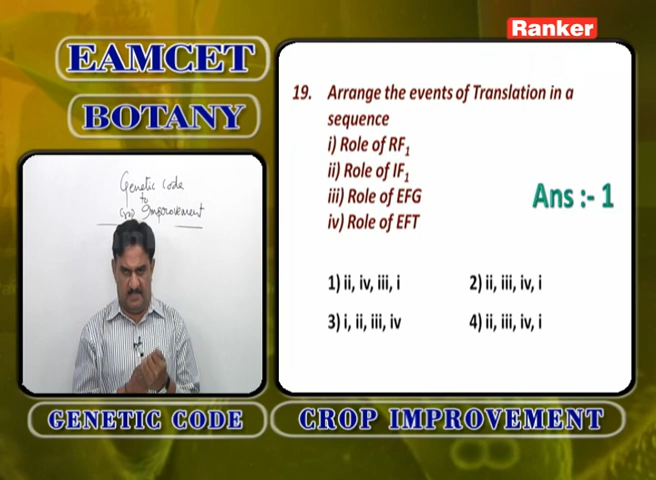 Ranker
EAMCET
BOTANY
Genetic code
to
Improvement
19. Arrange the events of Translation in a
sequence
i) Role of RF1
ii) Role of IF1
iii) Role of EFG
iv) Role of EFT
Ans :- 1
1) ii, iv, iii, i
2) ii, iii, iv, i
3) i, ii, iii, iv
4) ii, iii, iv, i
GENETIC CODE
CROP IMPROVEMENT